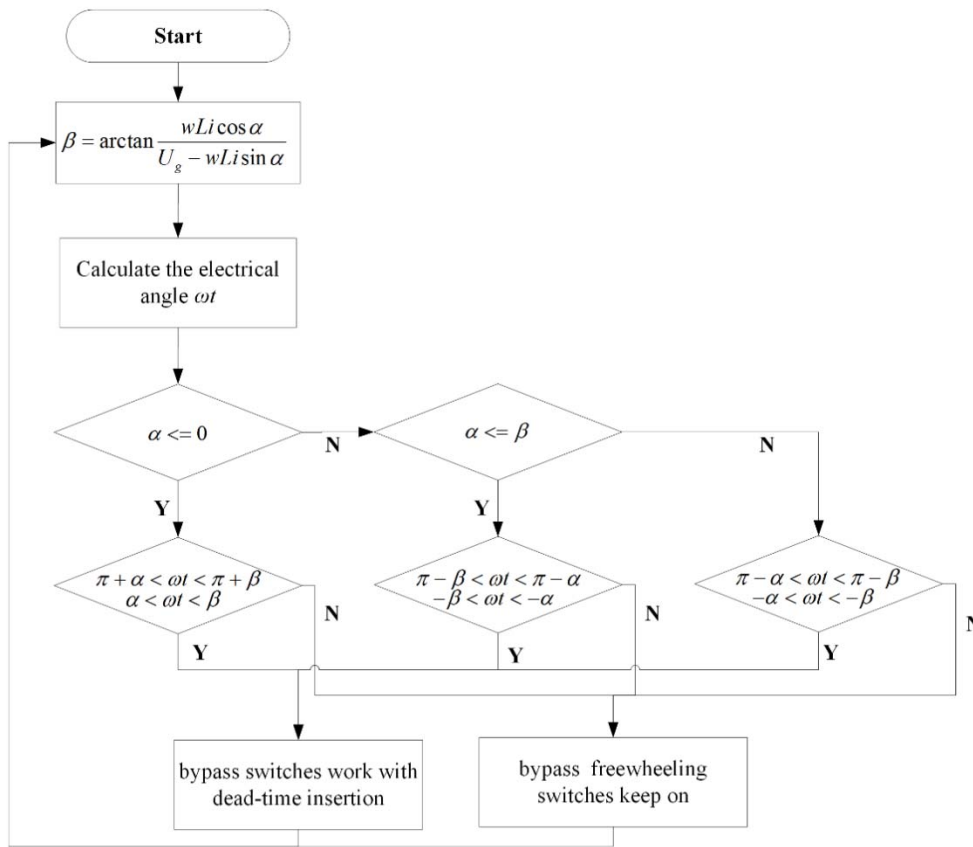 Start
β = arctan wLi cos α / U_g − wLi sin α
Calculate the electrical
angle ωt
α <= 0
N
α <= β
N
Y
Y
π + α < ωt < π + β
α < ωt < β
N
π − β < ωt < π − α
−β < ωt < −α
N
π − α < ωt < π − β
−α < ωt < −β
N
Y
Y
Y
bypass switches work with
dead-time insertion
bypass freewheeling
switches keep on